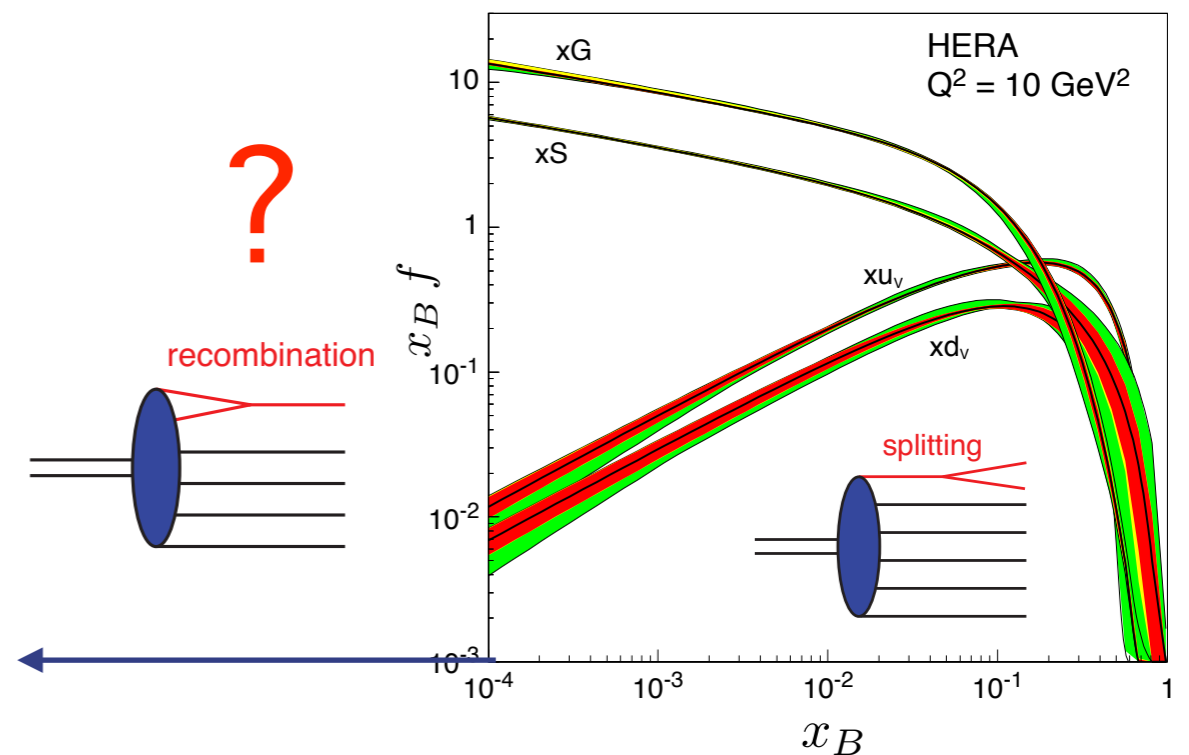 HERA
Q² = 10 GeV²
xG
xS
xuᵥ
xdᵥ
?
recombination
splitting
x_B f
10
1
10⁻¹
10⁻²
10⁻³
10⁻⁴
10⁻³
10⁻²
10⁻¹
1
x_B